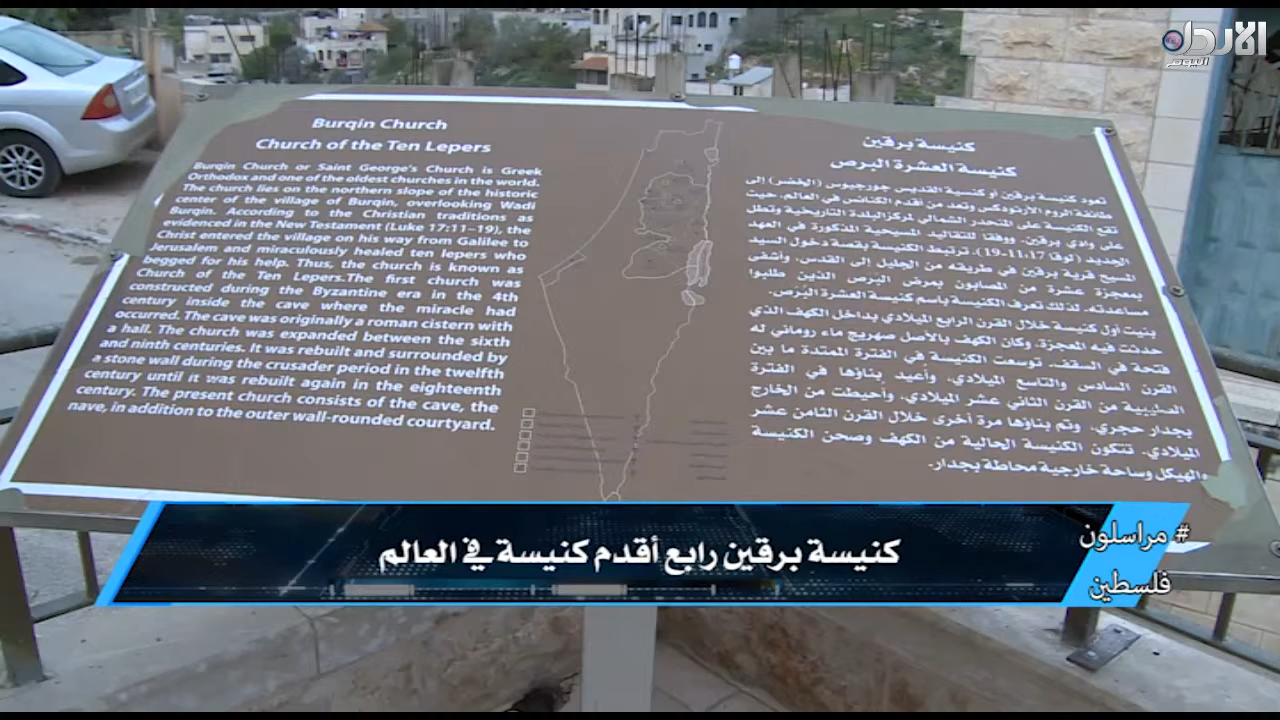 الاردن
اليوم
Burqin Church
Church of the Ten Lepers
Burqin Church or Saint George's Church is Greek
Orthodox and one of the oldest churches in the world.
The church lies on the northern slope of the historic
center of the village of Burqin, overlooking Wadi
Burqin. According to the Christian traditions as
evidenced in the New Testament (Luke 17:11–19), the
Christ entered the village on his way from Galilee to
Jerusalem and miraculously healed ten lepers who
begged for his help. Thus, the church is known as
Church of the Ten Lepers.The first church was
constructed during the Byzantine era in the 4th
century inside the cave where the miracle had
occurred. The cave was originally a roman cistern with
a hall. The church was expanded between the sixth
and ninth centuries. It was rebuilt and surrounded by
a stone wall during the crusader period in the twelfth
century until it was rebuilt again in the eighteenth
century. The present church consists of the cave, the
nave, in addition to the outer wall-rounded courtyard.
كنيسة برقين
كنيسة العشرة البرص
تعود كنيسة برقين أو كنسية القديس جورجيوس (الخضر) إلى
طائفة الروم الارثوذوكس وتعد من أقدم الكنائس في العالم. حيث
تقع الكنيسة على المنحدر الشمالي لمركزالبلدة التاريخية وتطل
على وادي برقين. ووفقا للتقاليد المسيحية المذكورة في العهد
الجديد (لوقا 11،17-19). ترتبط الكنيسة بقصة دخول السيد
المسيح قرية برقين في طريقه من الجليل إلى القدس. وأشفى
بمعجزة عشرة من المصابون بمرض البرص الذين طلبوا
مساعدته. لذلك تعرف الكنيسة باسم كنيسة العشرة البُرص.
بنيت أول كنيسة خلال القرن الرابع الميلادي بداخل الكهف الذي
حدثت فيه المعجزة. وكان الكهف بالأصل صهريج ماء روماني له
فتحة في السقف. توسعت الكنيسة في الفترة الممتدة ما بين
القرن السادس والتاسع الميلادي. وأعيد بناؤها في الفترة
الصليبية من القرن الثاني عشر الميلادي. وأحيطت من الخارج
بجدار حجري. وتم بناؤها مرة أخرى خلال القرن الثامن عشر
الميلادي. تتكون الكنيسة الحالية من الكهف وصحن الكنيسة
والهيكل وساحة خارجية محاطة بجدار.
# مراسلون
فلسطين
كنيسة برقين رابع أقدم كنيسة في العالم